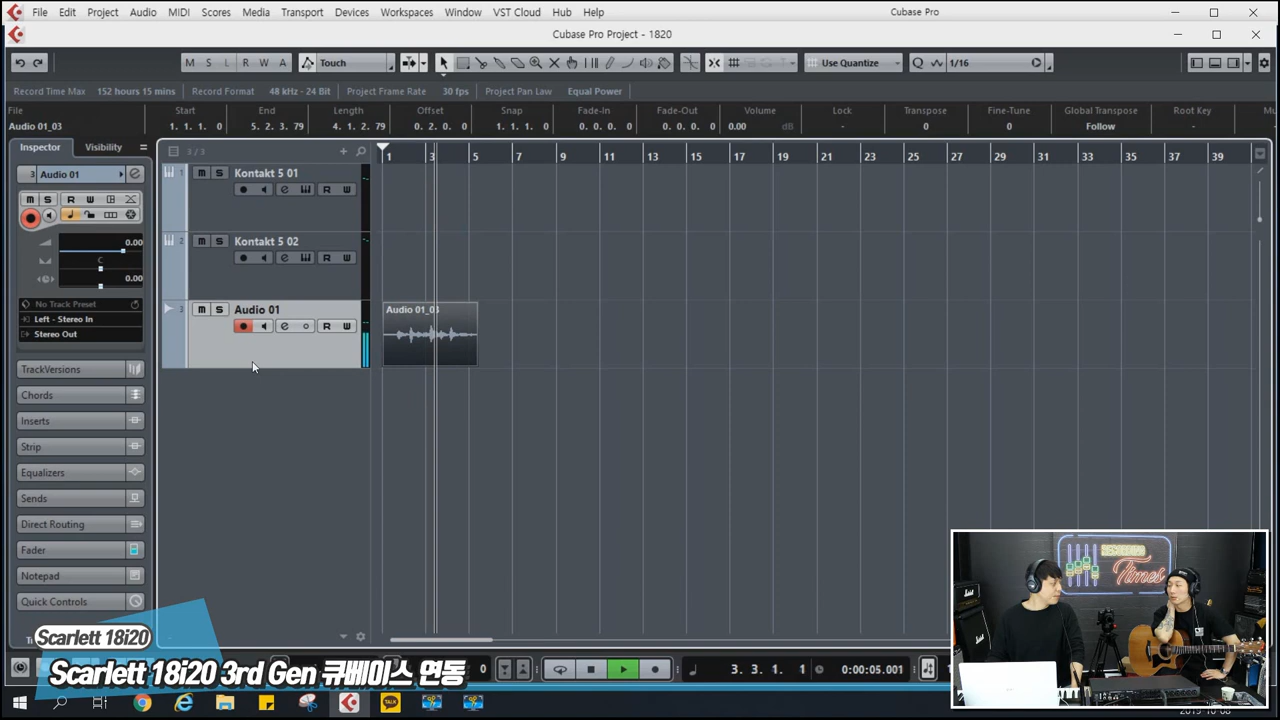 File Edit Project Audio MIDI Scores Media Transport Devices Workspaces Window VST Cloud Hub Help Cubase Pro
Cubase Pro Project - 1820
M S L R W A Touch Use Quantize Q 1/16
Record Time Max 152 hours 15 mins Record Format 48 kHz - 24 Bit Project Frame Rate 30 fps Project Pan Law Equal Power
File Start End Length Offset Snap Fade-In Fade-Out Volume Lock Transpose Fine-Tune Global Transpose Root Key
Audio 01_03 1. 1. 1. 0 5. 2. 3. 79 4. 1. 2. 79 0. 2. 0. 0 1. 1. 1. 0 0. 0. 0. 0 0. 0. 0. 0 0.00 dB - 0 0 Follow -
Inspector Visibility 3 / 3 + 1 3 5 7 9 11 13 15 17 19 21 23 25 27 29 31 33 35 37 39
3 Audio 01
M S R W
0.00
C
0.00
No Track Preset
Left - Stereo In
Stereo Out
TrackVersions
Chords
Inserts
Strip
Equalizers
Sends
Direct Routing
Fader
Notepad
Quick Controls
1 M S Kontakt 5 01
R W
2 M S Kontakt 5 02
R W
3 M S Audio 01
R W
Audio 01_03
Times
Scarlett 18i20
Scarlett 18i20 3rd Gen 큐베이스 연동
0 3. 3. 1. 1 0:00:05.001
TALK